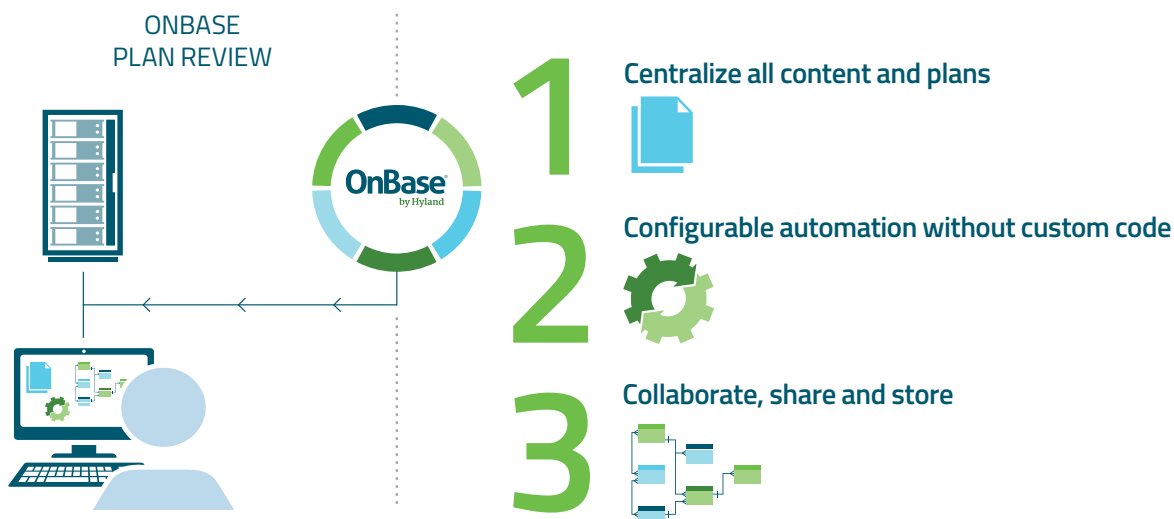 ONBASE
PLAN REVIEW
OnBase®
by Hyland
1
Centralize all content and plans
2
Configurable automation without custom code
3
Collaborate, share and store